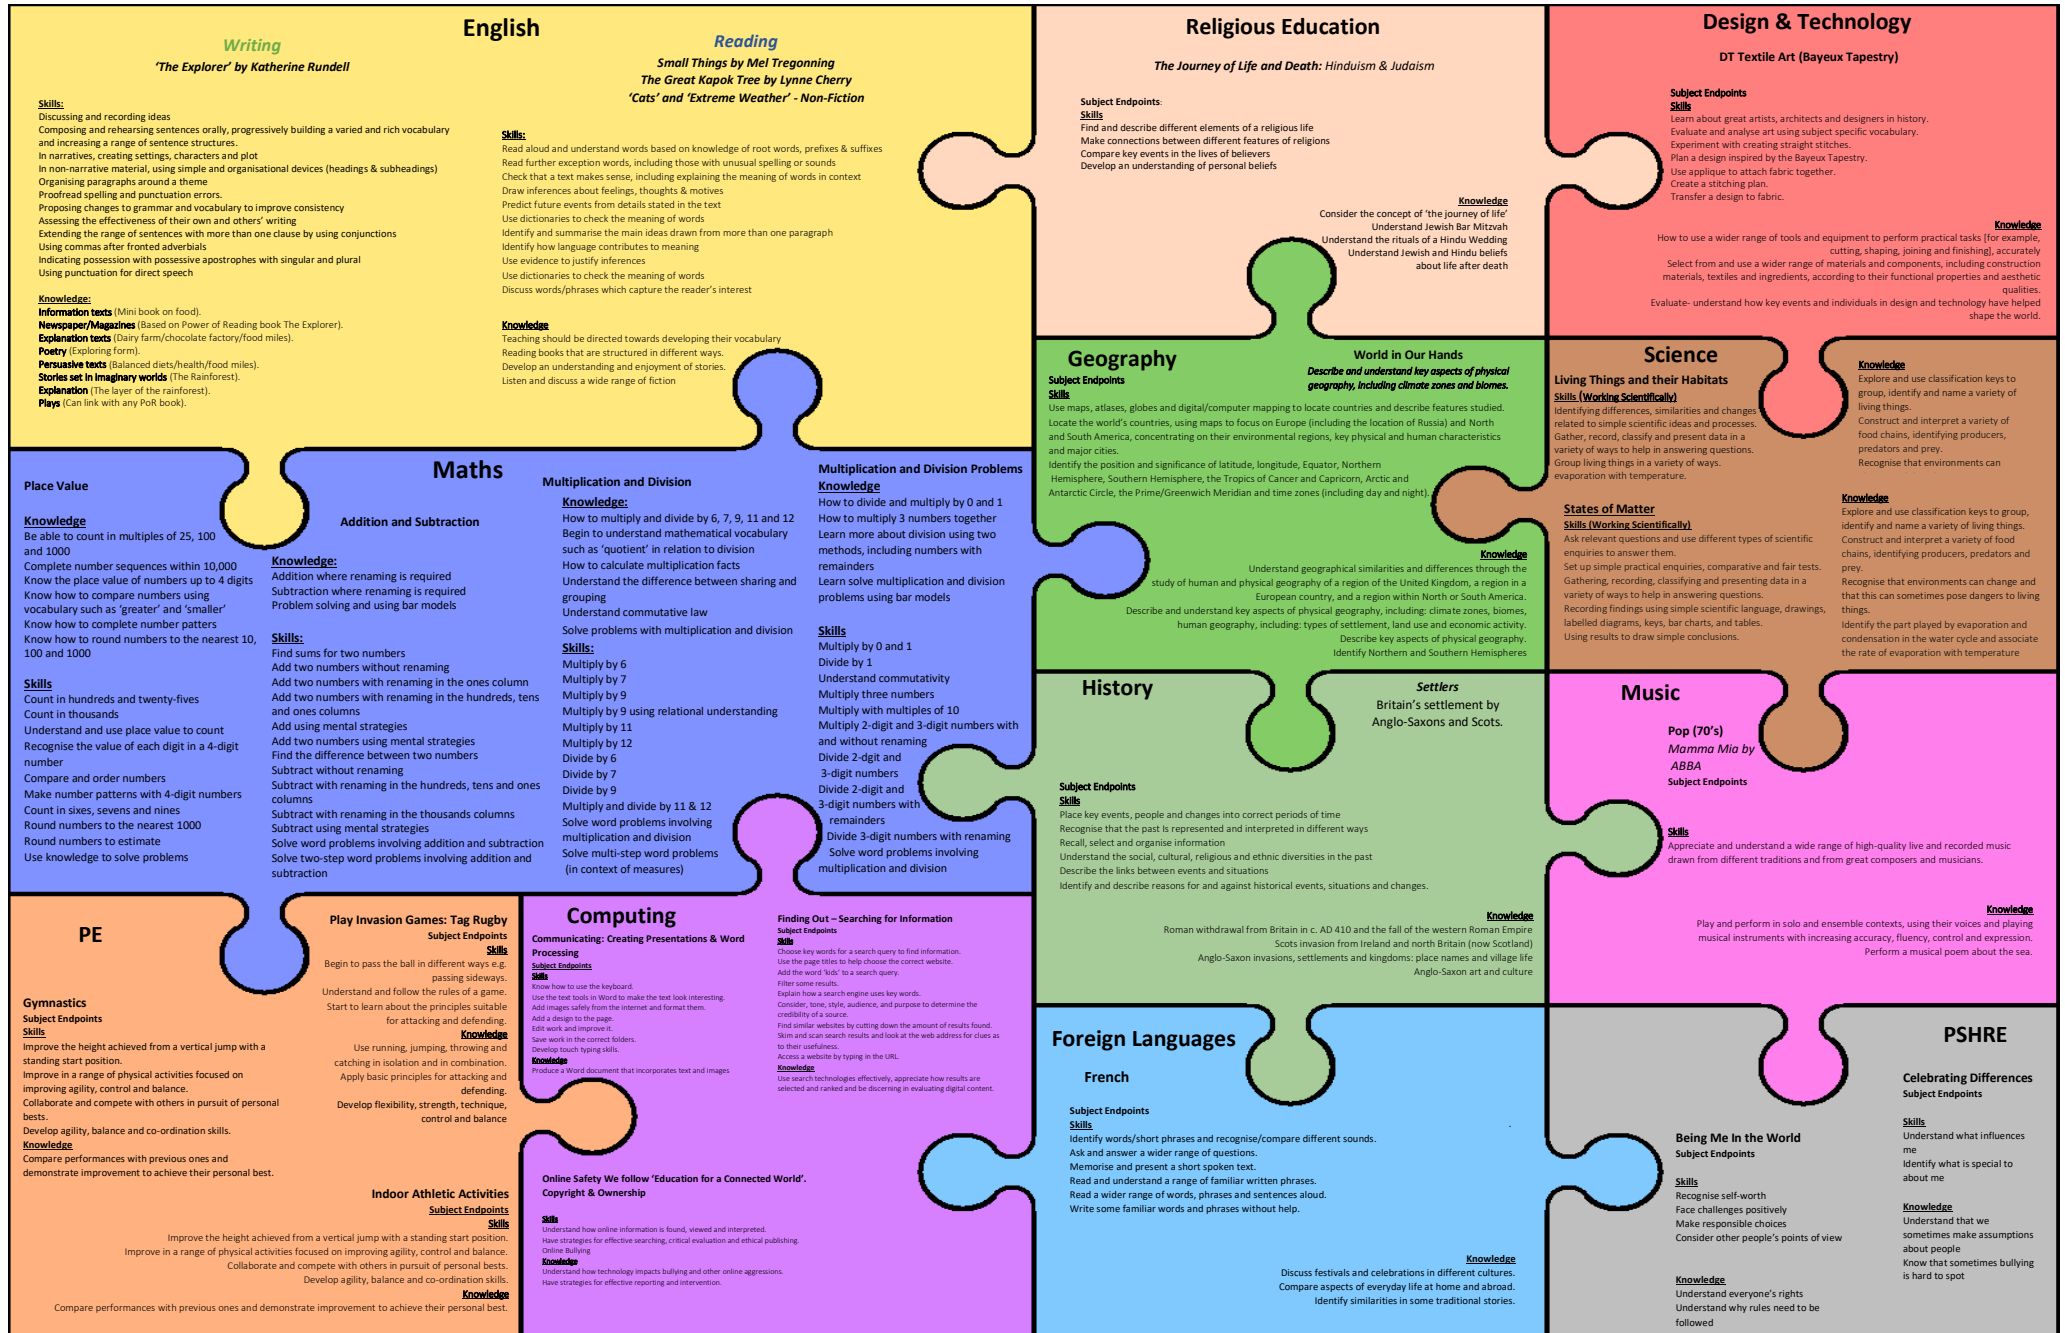 English
Writing
‘The Explorer’ by Katherine Rundell
Skills:
Discussing and recording ideas
Composing and rehearsing sentences orally, progressively building a varied and rich vocabulary
and increasing a range of sentence structures.
In narratives, creating settings, characters and plot
In non-narrative material, using simple and organisational devices (headings & subheadings)
Organising paragraphs around a theme
Proofread spelling and punctuation errors.
Proposing changes to grammar and vocabulary to improve consistency
Assessing the effectiveness of their own and others’ writing
Extending the range of sentences with more than one clause by using conjunctions
Using commas after fronted adverbials
Indicating possession with possessive apostrophes with singular and plural
Using punctuation for direct speech
Knowledge:
Information texts (Mini book on food).
Newspaper/Magazines (Based on Power of Reading book The Explorer).
Explanation texts (Dairy farm/chocolate factory/food miles).
Poetry (Exploring form).
Persuasive texts (Balanced diets/health/food miles).
Stories set in imaginary worlds (The Rainforest).
Explanation (The layer of the rainforest).
Plays (Can link with any PoR book).
Reading
Small Things by Mel Tregonning
The Great Kapok Tree by Lynne Cherry
‘Cats’ and ‘Extreme Weather’ - Non-Fiction
Skills:
Read aloud and understand words based on knowledge of root words, prefixes & suffixes
Read further exception words, including those with unusual spelling or sounds
Check that a text makes sense, including explaining the meaning of words in context
Draw inferences about feelings, thoughts & motives
Predict future events from details stated in the text
Use dictionaries to check the meaning of words
Identify and summarise the main ideas drawn from more than one paragraph
Identify how language contributes to meaning
Use evidence to justify inferences
Use dictionaries to check the meaning of words
Discuss words/phrases which capture the reader’s interest
Knowledge
Teaching should be directed towards developing their vocabulary
Reading books that are structured in different ways.
Develop an understanding and enjoyment of stories.
Listen and discuss a wide range of fiction
Religious Education
The Journey of Life and Death: Hinduism & Judaism
Subject Endpoints:
Skills
Find and describe different elements of a religious life
Make connections between different features of religions
Compare key events in the lives of believers
Develop an understanding of personal beliefs
Knowledge
Consider the concept of ‘the journey of life’
Understand Jewish Bar Mitzvah
Understand the rituals of a Hindu Wedding
Understand Jewish and Hindu beliefs
about life after death
Design & Technology
DT Textile Art (Bayeux Tapestry)
Subject Endpoints
Skills
Learn about great artists, architects and designers in history.
Evaluate and analyse art using subject specific vocabulary.
Experiment with creating straight stitches.
Plan a design inspired by the Bayeux Tapestry.
Use applique to attach fabric together.
Create a stitching plan.
Transfer a design to fabric.
Knowledge
How to use a wider range of tools and equipment to perform practical tasks [for example,
cutting, shaping, joining and finishing], accurately
Select from and use a wider range of materials and components, including construction
materials, textiles and ingredients, according to their functional properties and aesthetic
qualities.
Evaluate- understand how key events and individuals in design and technology have helped
shape the world.
Maths
Place Value
Knowledge
Be able to count in multiples of 25, 100
and 1000
Complete number sequences within 10,000
Know the place value of numbers up to 4 digits
Know how to compare numbers using
vocabulary such as ‘greater’ and ‘smaller’
Know how to complete number patters
Know how to round numbers to the nearest 10,
100 and 1000
Skills
Count in hundreds and twenty-fives
Count in thousands
Understand and use place value to count
Recognise the value of each digit in a 4-digit
number
Compare and order numbers
Make number patterns with 4-digit numbers
Count in sixes, sevens and nines
Round numbers to the nearest 1000
Round numbers to estimate
Use knowledge to solve problems
Addition and Subtraction
Knowledge:
Addition where renaming is required
Subtraction where renaming is required
Problem solving and using bar models
Skills:
Find sums for two numbers
Add two numbers without renaming
Add two numbers with renaming in the ones column
Add two numbers with renaming in the hundreds, tens
and ones columns
Add using mental strategies
Add two numbers using mental strategies
Find the difference between two numbers
Subtract without renaming
Subtract with renaming in the hundreds, tens and ones
columns
Subtract with renaming in the thousands columns
Subtract using mental strategies
Solve word problems involving addition and subtraction
Solve two-step word problems involving addition and
subtraction
Multiplication and Division
Knowledge:
How to multiply and divide by 6, 7, 9, 11 and 12
Begin to understand mathematical vocabulary
such as ‘quotient’ in relation to division
How to calculate multiplication facts
Understand the difference between sharing and
grouping
Understand commutative law
Solve problems with multiplication and division
Skills:
Multiply by 6
Multiply by 7
Multiply by 9
Multiply by 9 using relational understanding
Multiply by 11
Multiply by 12
Divide by 6
Divide by 7
Divide by 9
Multiply and divide by 11 & 12
Solve word problems involving
multiplication and division
Solve multi-step word problems
(in context of measures)
Multiplication and Division Problems
Knowledge
How to divide and multiply by 0 and 1
How to multiply 3 numbers together
Learn more about division using two
methods, including numbers with
remainders
Learn solve multiplication and division
problems using bar models
Skills
Multiply by 0 and 1
Divide by 1
Understand commutativity
Multiply three numbers
Multiply with multiples of 10
Multiply 2-digit and 3-digit numbers with
and without renaming
Divide 2-dgit and
3-digit numbers
Divide 2-digit and
3-digit numbers with
remainders
Divide 3-digit numbers with renaming
Solve word problems involving
multiplication and division
Geography
World in Our Hands
Describe and understand key aspects of physical
geography, including climate zones and biomes.
Subject Endpoints
Skills
Use maps, atlases, globes and digital/computer mapping to locate countries and describe features studied.
Locate the world’s countries, using maps to focus on Europe (including the location of Russia) and North
and South America, concentrating on their environmental regions, key physical and human characteristics
and major cities.
Identify the position and significance of latitude, longitude, Equator, Northern
Hemisphere, Southern Hemisphere, the Tropics of Cancer and Capricorn, Arctic and
Antarctic Circle, the Prime/Greenwich Meridian and time zones (including day and night).
Knowledge
Understand geographical similarities and differences through the
study of human and physical geography of a region of the United Kingdom, a region in a
European country, and a region within North or South America.
Describe and understand key aspects of physical geography, including: climate zones, biomes,
human geography, including: types of settlement, land use and economic activity.
Describe key aspects of physical geography.
Identify Northern and Southern Hemispheres
Science
Living Things and their Habitats
Skills (Working Scientifically)
Identifying differences, similarities and changes
related to simple scientific ideas and processes.
Gather, record, classify and present data in a
variety of ways to help in answering questions.
Group living things in a variety of ways.
evaporation with temperature.
Knowledge
Explore and use classification keys to
group, identify and name a variety of
living things.
Construct and interpret a variety of
food chains, identifying producers,
predators and prey.
Recognise that environments can
States of Matter
Skills (Working Scientifically)
Ask relevant questions and use different types of scientific
enquiries to answer them.
Set up simple practical enquiries, comparative and fair tests.
Gathering, recording, classifying and presenting data in a
variety of ways to help in answering questions.
Recording findings using simple scientific language, drawings,
labelled diagrams, keys, bar charts, and tables.
Using results to draw simple conclusions.
Knowledge
Explore and use classification keys to group,
identify and name a variety of living things.
Construct and interpret a variety of food
chains, identifying producers, predators and
prey.
Recognise that environments can change and
that this can sometimes pose dangers to living
things.
Identify the part played by evaporation and
condensation in the water cycle and associate
the rate of evaporation with temperature
History
Settlers
Britain’s settlement by
Anglo-Saxons and Scots.
Subject Endpoints
Skills
Place key events, people and changes into correct periods of time
Recognise that the past Is represented and interpreted in different ways
Recall, select and organise information
Understand the social, cultural, religious and ethnic diversities in the past
Describe the links between events and situations
Identify and describe reasons for and against historical events, situations and changes.
Knowledge
Roman withdrawal from Britain in c. AD 410 and the fall of the western Roman Empire
Scots invasion from Ireland and north Britain (now Scotland)
Anglo-Saxon invasions, settlements and kingdoms: place names and village life
Anglo-Saxon art and culture
Music
Pop (70’s)
Mamma Mia by
ABBA
Subject Endpoints
Skills
Appreciate and understand a wide range of high-quality live and recorded music
drawn from different traditions and from great composers and musicians.
Knowledge
Play and perform in solo and ensemble contexts, using their voices and playing
musical instruments with increasing accuracy, fluency, control and expression.
Perform a musical poem about the sea.
PE
Play Invasion Games: Tag Rugby
Subject Endpoints
Skills
Begin to pass the ball in different ways e.g.
passing sideways.
Understand and follow the rules of a game.
Start to learn about the principles suitable
for attacking and defending.
Knowledge
Use running, jumping, throwing and
catching in isolation and in combination.
Apply basic principles for attacking and
defending.
Develop flexibility, strength, technique,
control and balance
Gymnastics
Subject Endpoints
Skills
Improve the height achieved from a vertical jump with a
standing start position.
Improve in a range of physical activities focused on
improving agility, control and balance.
Collaborate and compete with others in pursuit of personal
bests.
Develop agility, balance and co-ordination skills.
Knowledge
Compare performances with previous ones and
demonstrate improvement to achieve their personal best.
Indoor Athletic Activities
Subject Endpoints
Skills
Improve the height achieved from a vertical jump with a standing start position.
Improve in a range of physical activities focused on improving agility, control and balance.
Collaborate and compete with others in pursuit of personal bests.
Develop agility, balance and co-ordination skills.
Knowledge
Compare performances with previous ones and demonstrate improvement to achieve their personal best.
Computing
Communicating: Creating Presentations & Word
Processing
Subject Endpoints
Skills
Know how to use the keyboard.
Use the text tools in Word to make the text look interesting.
Add images safely from the internet and format them.
Add a design to the page.
Edit work and improve it.
Save work in the correct folders.
Develop touch typing skills.
Knowledge
Produce a Word document that incorporates text and images
Finding Out – Searching for Information
Subject Endpoints
Skills
Choose key words for a search query to find information.
Use the page titles to help choose the correct website.
Add the word ‘kids’ to a search query.
Filter some results.
Explain how a search engine uses key words.
Consider, tone, style, audience, and purpose to determine the
credibility of a source.
Find similar websites by cutting down the amount of results found.
Skim and scan search results and look at the web address for clues as
to their usefulness.
Access a website by typing in the URL.
Knowledge
Use search technologies effectively, appreciate how results are
selected and ranked and be discerning in evaluating digital content.
Online Safety We follow ‘Education for a Connected World’.
Copyright & Ownership
Skills
Understand how online information is found, viewed and interpreted.
Have strategies for effective searching, critical evaluation and ethical publishing.
Online Bullying
Knowledge
Understand how technology impacts bullying and other online aggressions.
Have strategies for effective reporting and intervention.
Foreign Languages
French
Subject Endpoints
Skills
Identify words/short phrases and recognise/compare different sounds.
Ask and answer a wider range of questions.
Memorise and present a short spoken text.
Read and understand a range of familiar written phrases.
Read a wider range of words, phrases and sentences aloud.
Write some familiar words and phrases without help.
Knowledge
Discuss festivals and celebrations in different cultures.
Compare aspects of everyday life at home and abroad.
Identify similarities in some traditional stories.
PSHRE
Being Me In the World
Subject Endpoints
Skills
Recognise self-worth
Face challenges positively
Make responsible choices
Consider other people’s points of view
Knowledge
Understand everyone’s rights
Understand why rules need to be
followed
Celebrating Differences
Subject Endpoints
Skills
Understand what influences
me
Identify what is special to
about me
Knowledge
Understand that we
sometimes make assumptions
about people
Know that sometimes bullying
is hard to spot